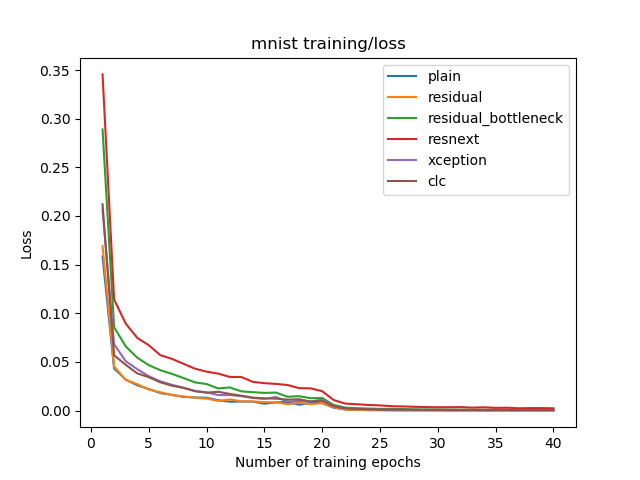 mnist training/loss
0.35
0.30
0.25
0.20
0.15
0.10
0.05
0.00
Loss
plain
residual
residual_bottleneck
resnext
xception
clc
0 5 10 15 20 25 30 35 40
Number of training epochs